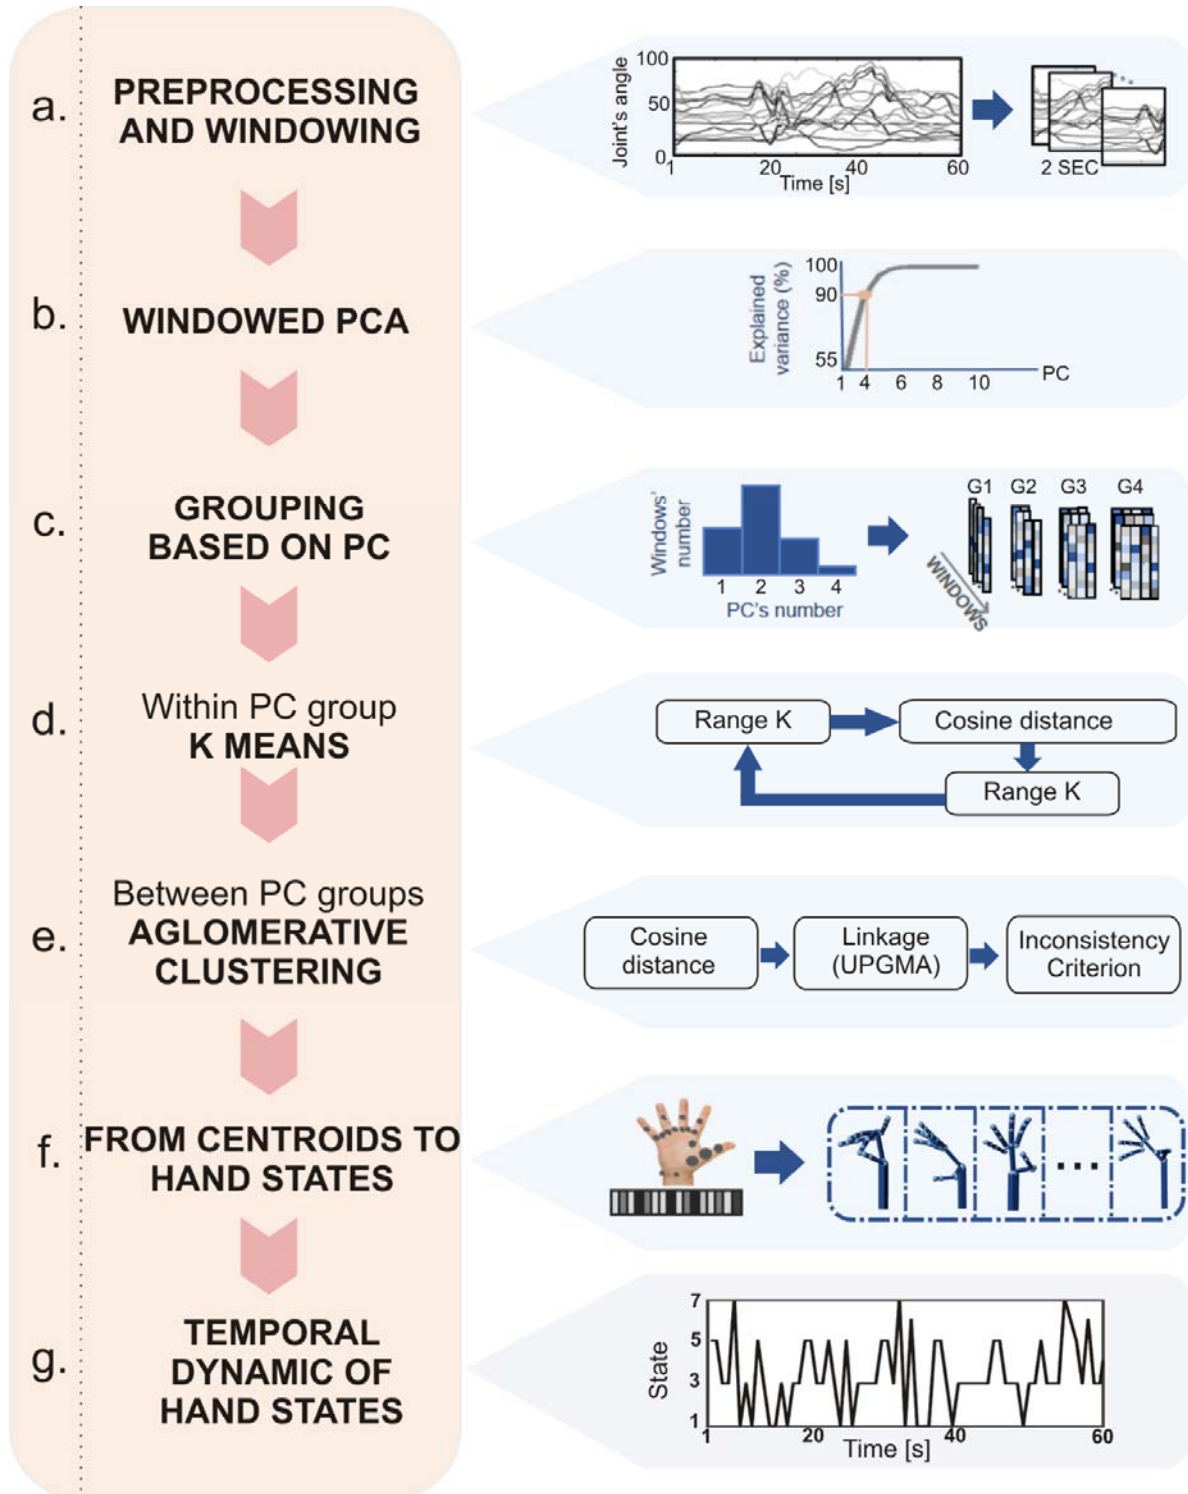 a.
PREPROCESSING
AND WINDOWING
Joint's angle
100
50
0
1
20
40
60
Time [s]
2 SEC
b.
WINDOWED PCA
Explained
variance (%)
100
90
55
1 4 6 8 10
PC
c.
GROUPING
BASED ON PC
Windows'
number
1 2 3 4
PC's number
G1 G2 G3 G4
WINDOWS
d.
Within PC group
K MEANS
Range K
Cosine distance
Range K
e.
Between PC groups
AGLOMERATIVE
CLUSTERING
Cosine
distance
Linkage
(UPGMA)
Inconsistency
Criterion
f.
FROM CENTROIDS TO
HAND STATES
g.
TEMPORAL
DYNAMIC OF
HAND STATES
State
7
5
3
1
1
20
40
60
Time [s]